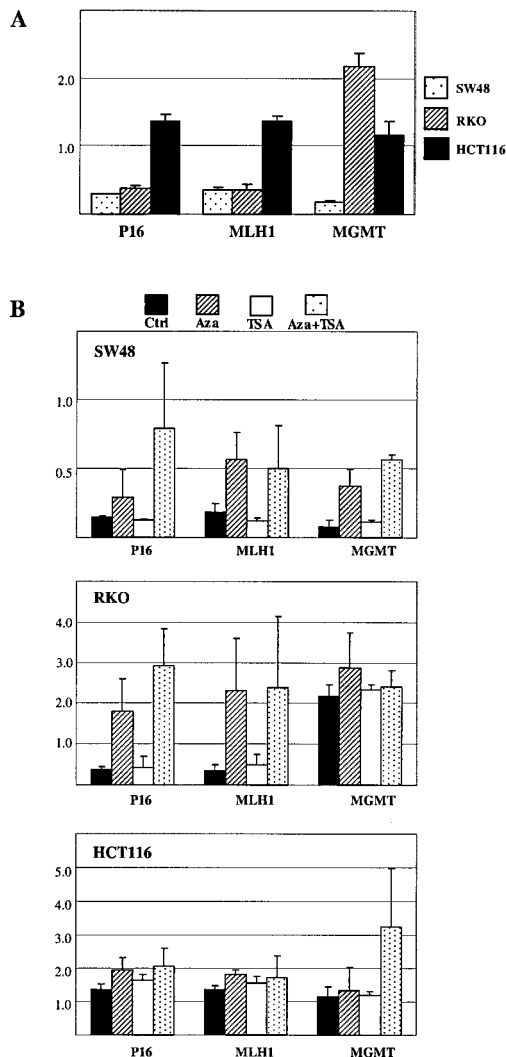 A
2.0
1.0
P16 MLH1 MGMT
SW48
RKO
HCT116
B
Ctrl Aza TSA Aza+TSA
SW48
1.0
0.5
P16 MLH1 MGMT
RKO
4.0
3.0
2.0
1.0
P16 MLH1 MGMT
HCT116
5.0
4.0
3.0
2.0
1.0
P16 MLH1 MGMT